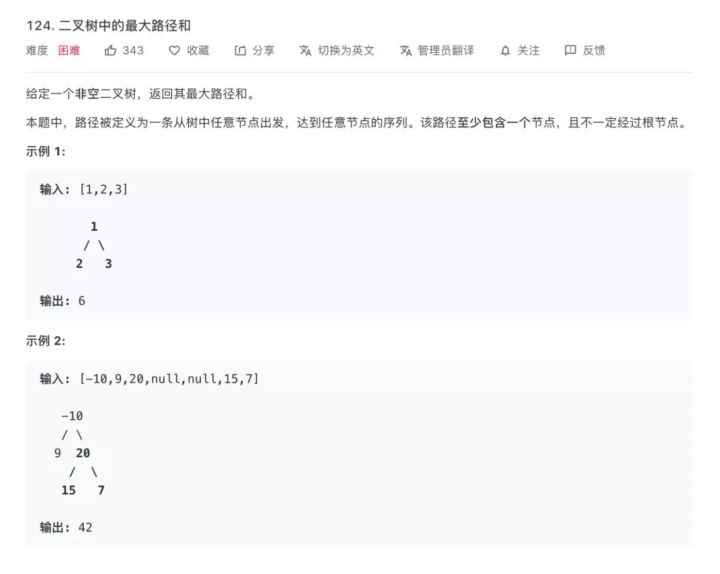 124. 二叉树中的最大路径和
难度 困难 343 收藏 分享 切换为英文 管理员翻译 关注 反馈
给定一个非空二叉树，返回其最大路径和。
本题中，路径被定义为一条从树中任意节点出发，达到任意节点的序列。该路径至少包含一个节点，且不一定经过根节点。
示例 1:
输入: [1,2,3]
1
/ \
2 3
输出: 6
示例 2:
输入: [-10,9,20,null,null,15,7]
-10
/ \
9 20
/ \
15 7
输出: 42